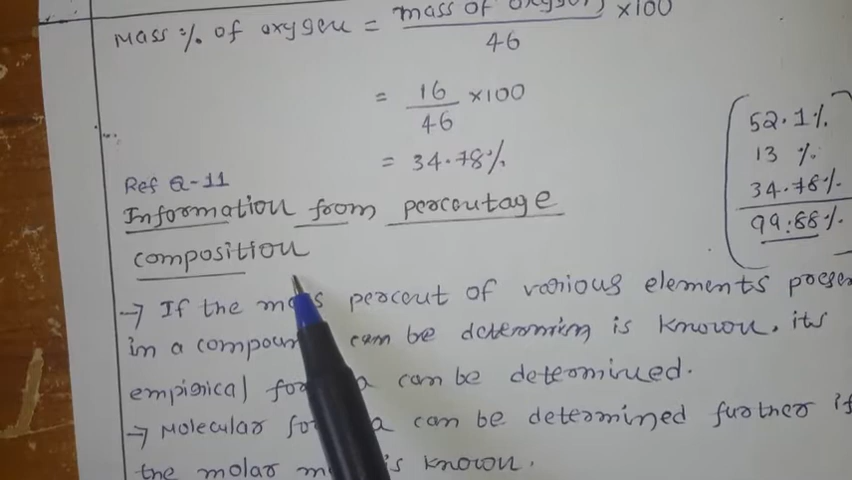 Mass % of oxygen = mass of oxygen / 46 ×100
= 16 / 46 ×100
= 34.78%
52.1%
13 %
34.78%
99.88%
Ref Q-11
Information from percentage
composition
→ If the mass percent of various elements present
in a compound can be determining is known, its
empirical formula can be determined.
→ Molecular formula can be determined further if
the molar mass is known.